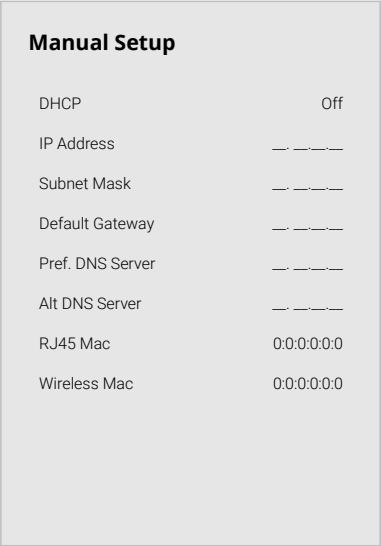 Manual Setup
DHCP Off
IP Address __. __.__.__
Subnet Mask __. __.__.__
Default Gateway __. __.__.__
Pref. DNS Server __. __.__.__
Alt DNS Server __. __.__.__
RJ45 Mac 0:0:0:0:0:0
Wireless Mac 0:0:0:0:0:0